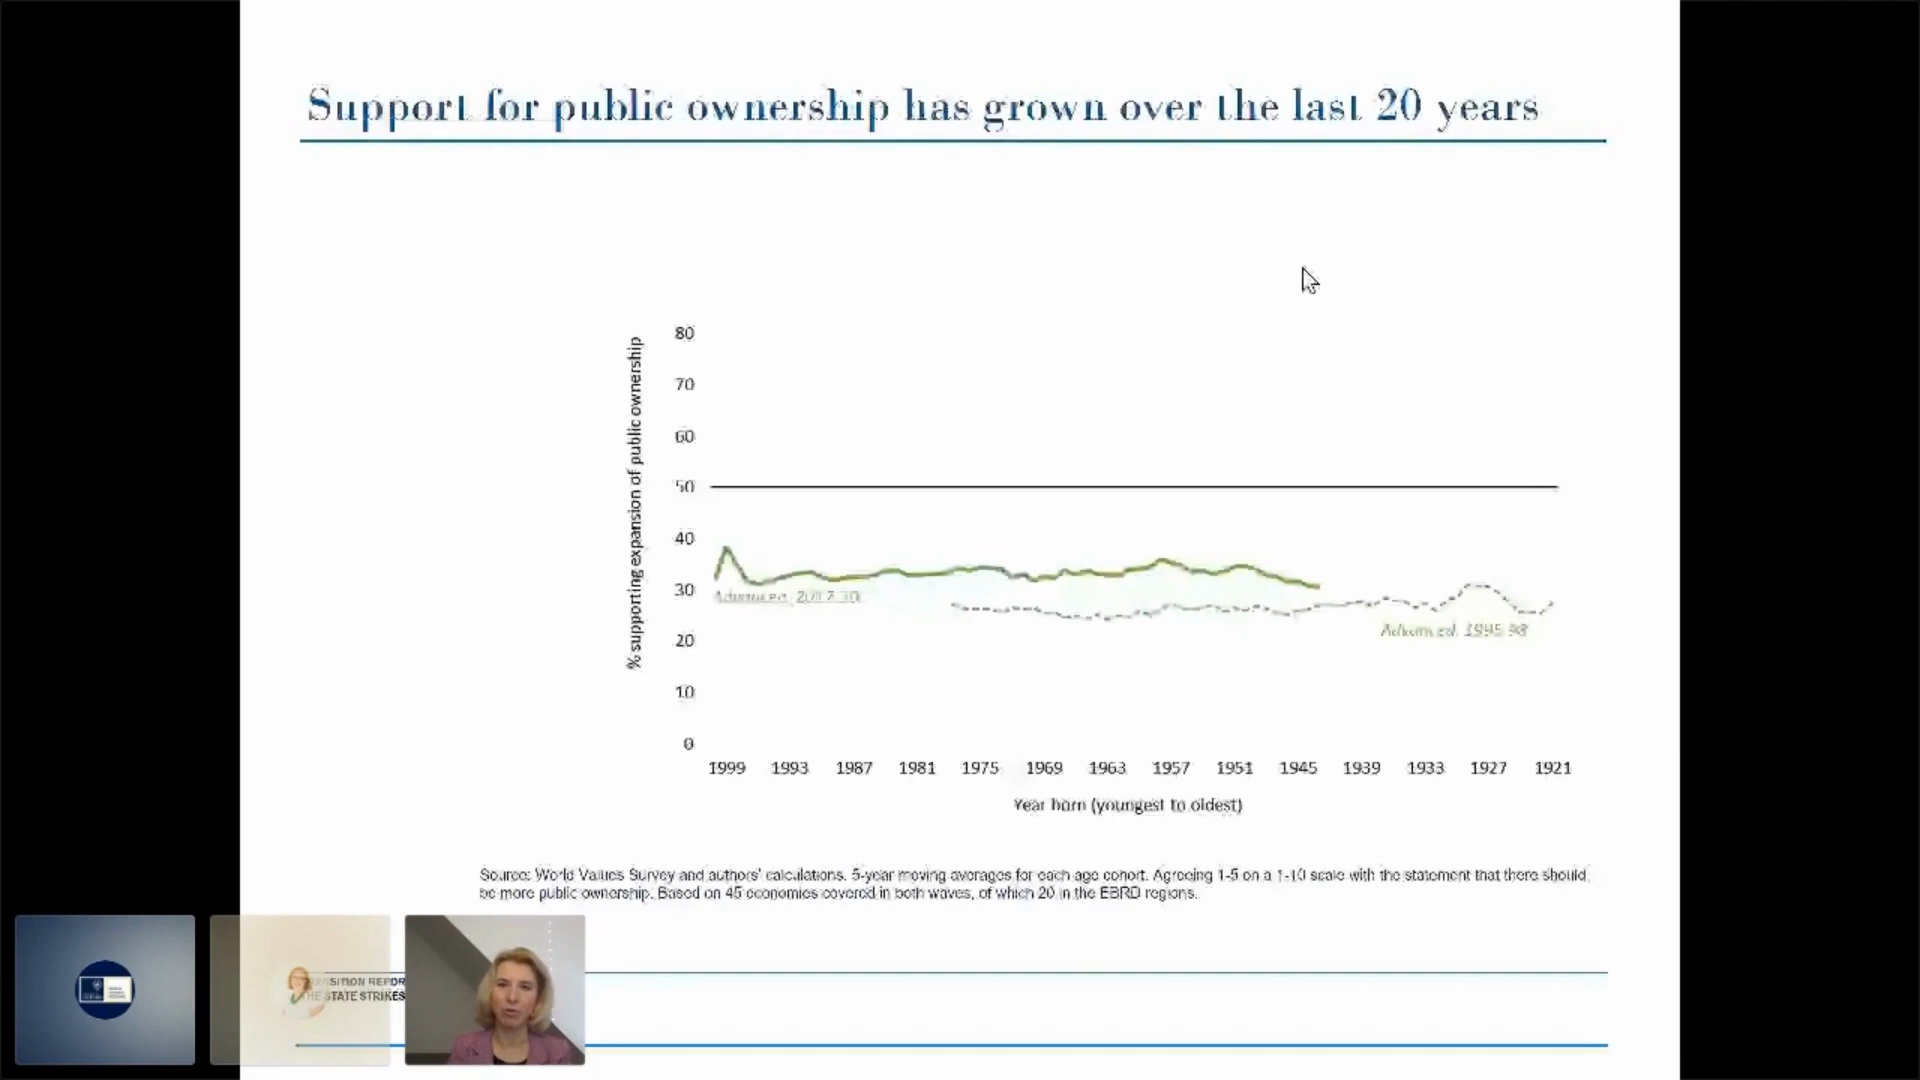 Support for public ownership has grown over the last 20 years
% supporting expansion of public ownership
80
70
60
50
40
30
20
10
0
Advanced, 1995-98
1999 1993 1987 1981 1975 1969 1963 1957 1951 1945 1939 1933 1927 1921
Year born (youngest to oldest)
Source: World Values Survey and authors' calculations. 5-year moving averages for each age cohort. Agreeing 1-5 on a 1-10 scale with the statement that there should
be more public ownership. Based on 45 economies covered in both waves, of which 20 in the EBRD regions.
THE STATE STRIKES